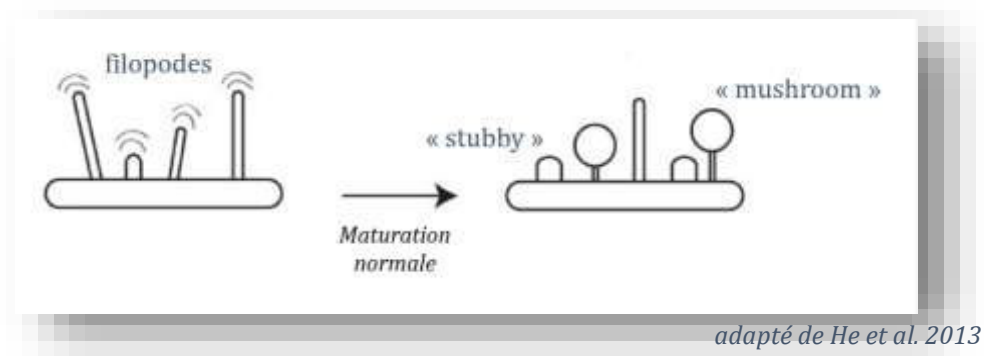 filopodes
« mushroom »
« stubby »
Maturation
normale
adapté de He et al. 2013